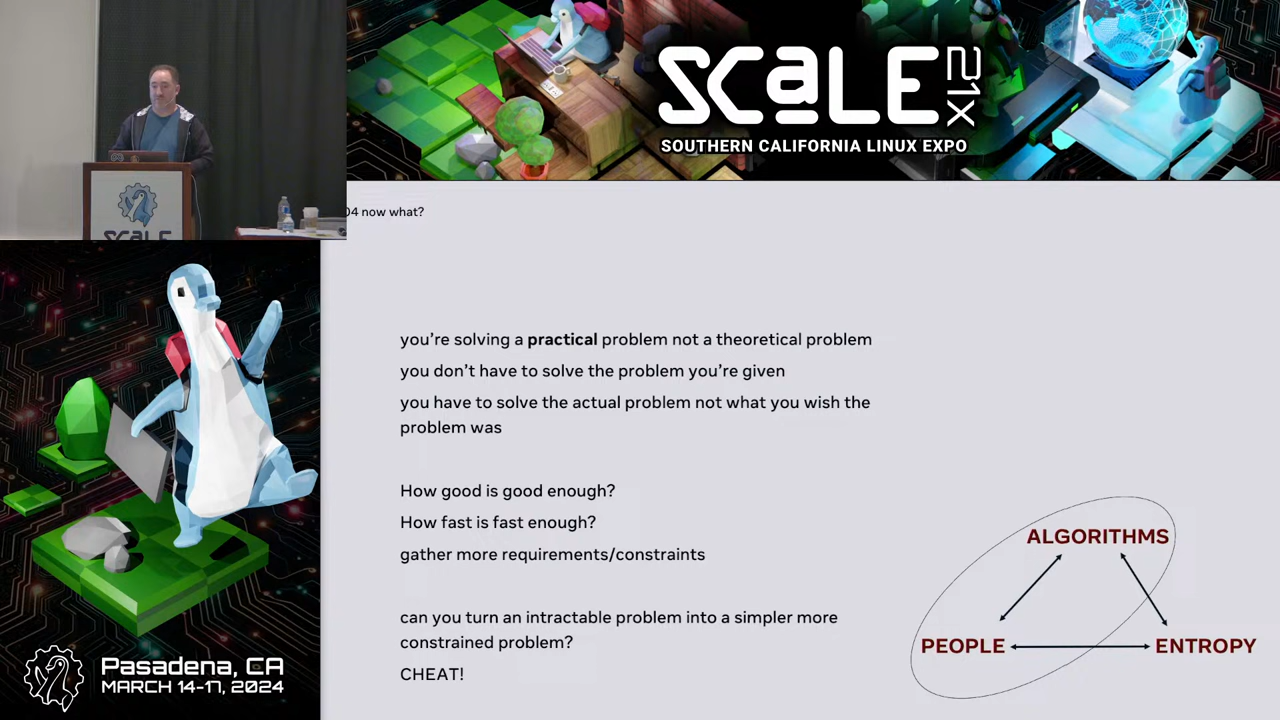 SCALE 21X
SOUTHERN CALIFORNIA LINUX EXPO
SCALE
04 now what?
you're solving a practical problem not a theoretical problem
you don't have to solve the problem you're given
you have to solve the actual problem not what you wish the
problem was
How good is good enough?
How fast is fast enough?
gather more requirements/constraints
can you turn an intractable problem into a simpler more
constrained problem?
CHEAT!
ALGORITHMS
PEOPLE
ENTROPY
Pasadena, CA
MARCH 14-17, 2024